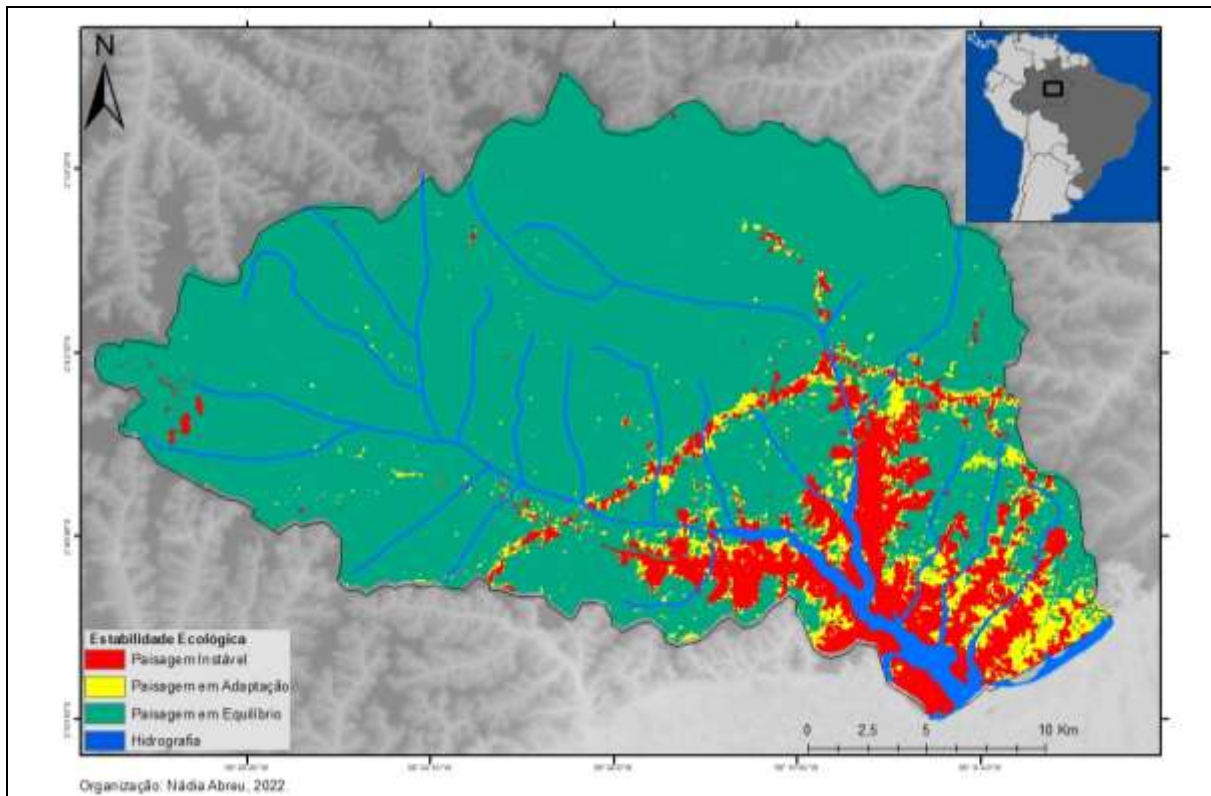 N
Estabilidade Ecológica
Paisagem Instável
Paisagem em Adaptação
Paisagem em Equilíbrio
Hidrografia
0 2,5 5 10 Km
Organização: Nádia Abreu, 2022.